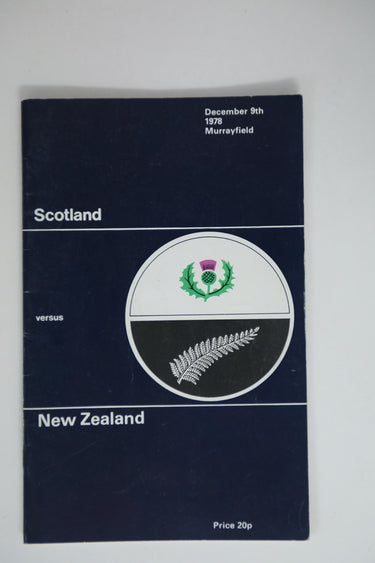 December 9th
1978
Murrayfield
Scotland
versus
New Zealand
Price 20p